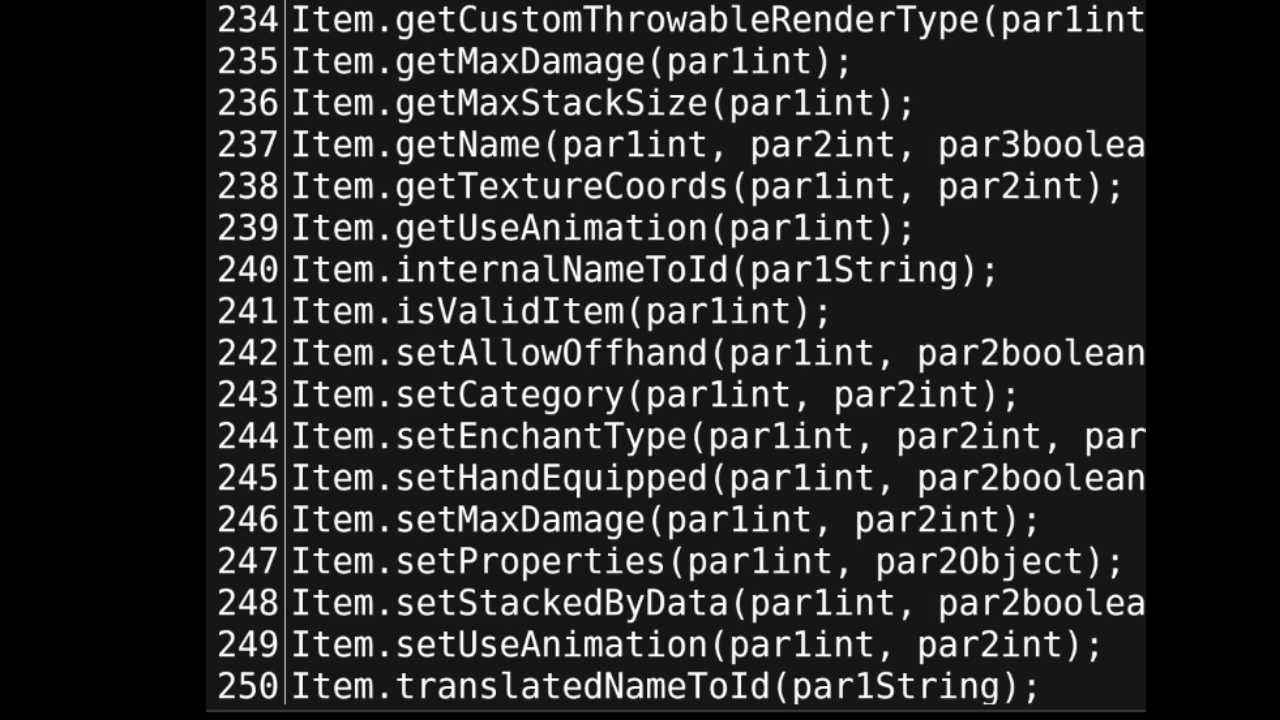 234 Item.getCustomThrowableRenderType(par1int
235 Item.getMaxDamage(par1int);
236 Item.getMaxStackSize(par1int);
237 Item.getName(par1int, par2int, par3boolea
238 Item.getTextureCoords(par1int, par2int);
239 Item.getUseAnimation(par1int);
240 Item.internalNameToId(par1String);
241 Item.isValidItem(par1int);
242 Item.setAllowOffhand(par1int, par2boolean
243 Item.setCategory(par1int, par2int);
244 Item.setEnchantType(par1int, par2int, par
245 Item.setHandEquipped(par1int, par2boolean
246 Item.setMaxDamage(par1int, par2int);
247 Item.setProperties(par1int, par2Object);
248 Item.setStackedByData(par1int, par2boolea
249 Item.setUseAnimation(par1int, par2int);
250 Item.translatedNameToId(par1String);